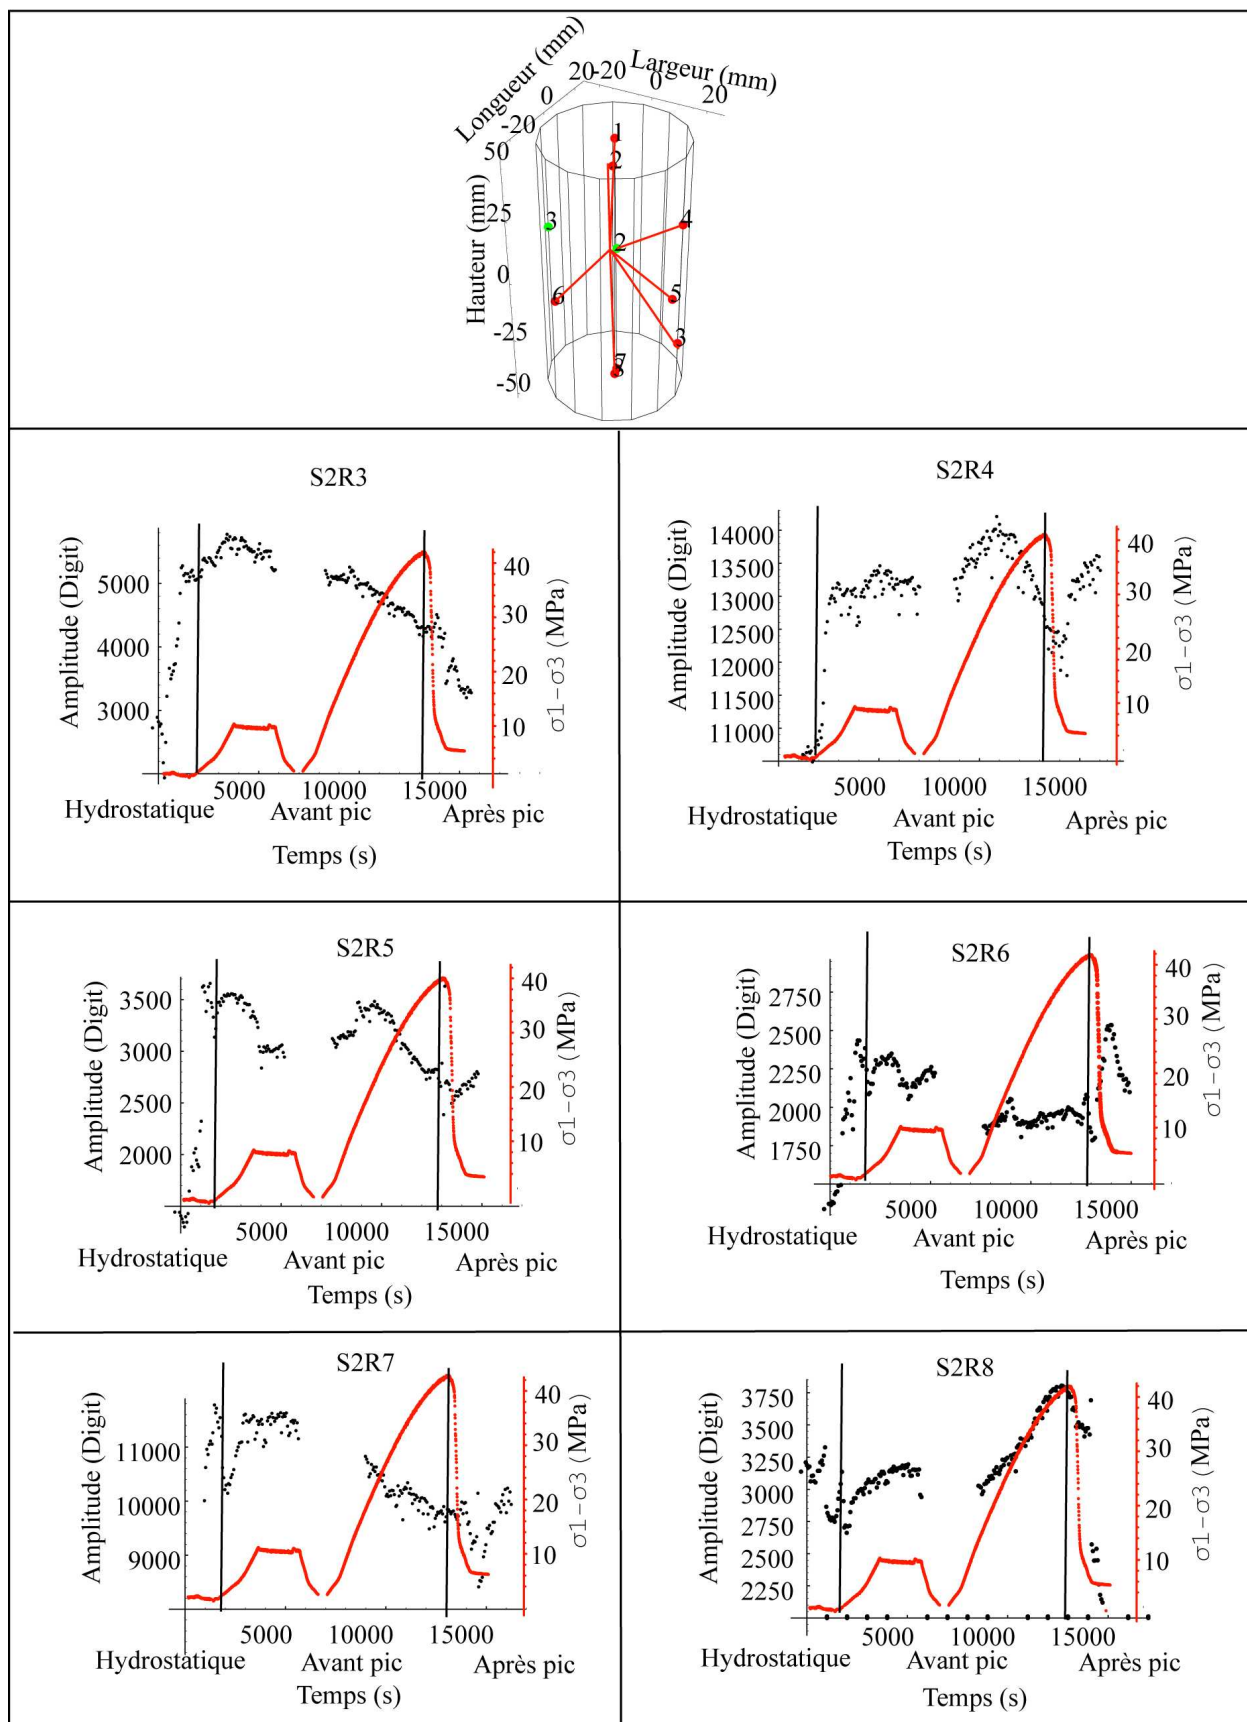 Longueur (mm)
-20 0 20
Largeur (mm)
-20 0 20
Hauteur (mm)
50
25
0
-25
-50
1
2
3
4
2
6
5
3
7
8
S2R3
Amplitude (Digit)
5000
4000
3000
40
30
20
10
σ1-σ3 (MPa)
5000 10000 15000
Hydrostatique Avant pic Après pic
Temps (s)
S2R4
Amplitude (Digit)
14000
13500
13000
12500
12000
11500
11000
40
30
20
10
σ1-σ3 (MPa)
5000 10000 15000
Hydrostatique Avant pic Après pic
Temps (s)
S2R5
Amplitude (Digit)
3500
3000
2500
2000
40
30
20
10
σ1-σ3 (MPa)
5000 10000 15000
Hydrostatique Avant pic Après pic
Temps (s)
S2R6
Amplitude (Digit)
2750
2500
2250
2000
1750
40
30
20
10
σ1-σ3 (MPa)
5000 10000 15000
Hydrostatique Avant pic Après pic
Temps (s)
S2R7
Amplitude (Digit)
11000
10000
9000
40
30
20
10
σ1-σ3 (MPa)
5000 10000 15000
Hydrostatique Avant pic Après pic
Temps (s)
S2R8
Amplitude (Digit)
3750
3500
3250
3000
2750
2500
2250
40
30
20
10
σ1-σ3 (MPa)
5000 10000 15000
Hydrostatique Avant pic Après pic
Temps (s)